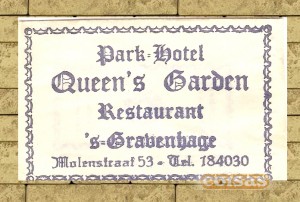 Park-Hotel
Queen's Garden
Restaurant
's-Gravenhage
Molenstraat 53 - Tel. 184030